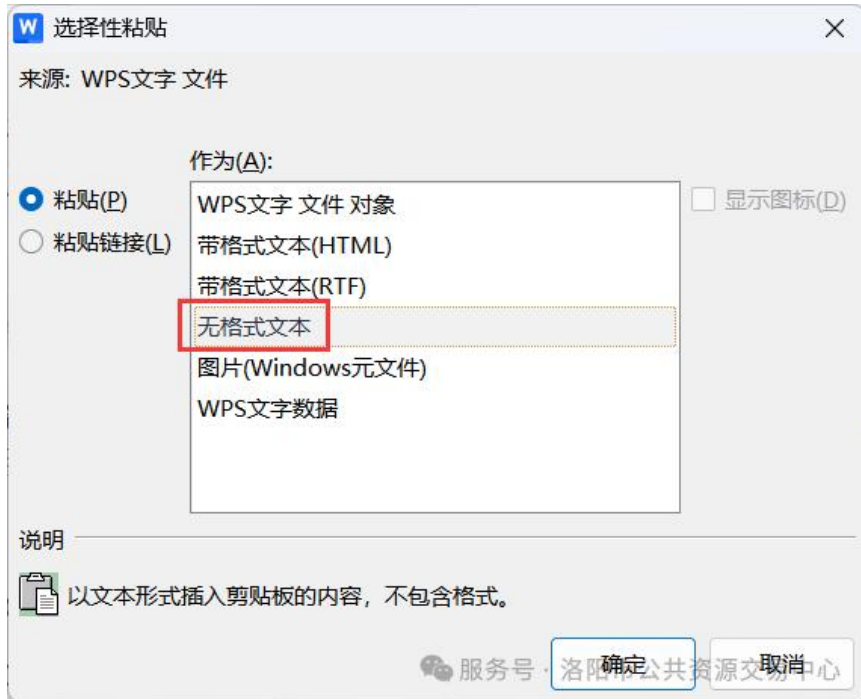 W 选择性粘贴
来源: WPS文字 文件
作为(A):
粘贴(P)
粘贴链接(L)
WPS文字 文件 对象
带格式文本(HTML)
带格式文本(RTF)
无格式文本
图片(Windows元文件)
WPS文字数据
显示图标(D)
说明
以文本形式插入剪贴板的内容，不包含格式。
确定
取消
服务号 · 洛阳市公共资源交易中心